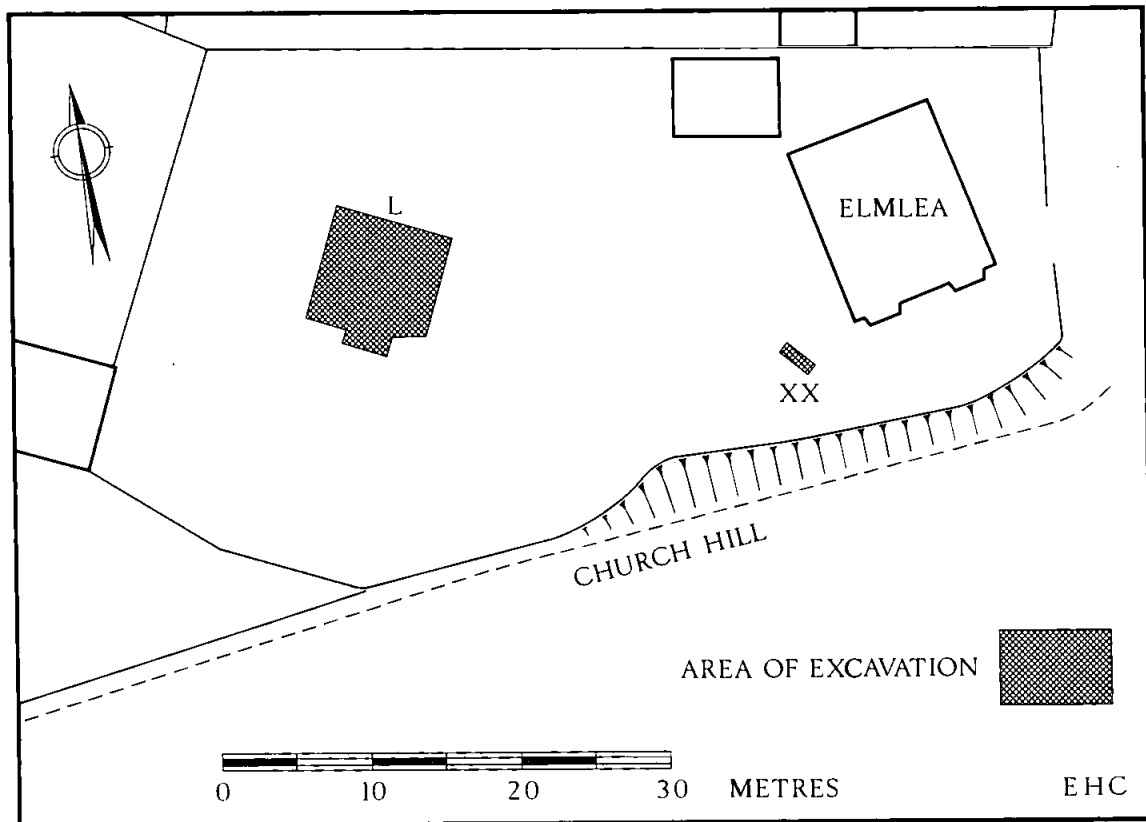 L
ELMLEA
XX
CHURCH HILL
AREA OF EXCAVATION
0 10 20 30 METRES
EHC